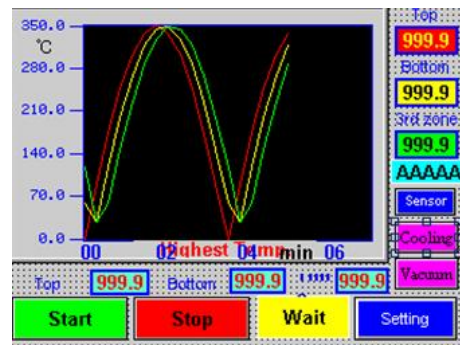 350.0
°C
280.0
210.0
140.0
70.0
0.0
00 02 04 min 06
Highest Temp
Top
999.9
Bottom
999.9
3rd zone
999.9
AAAAA
Sensor
Cooling
Vacuum
Top 999.9 Bottom 999.9 999.9
Start Stop Wait Setting